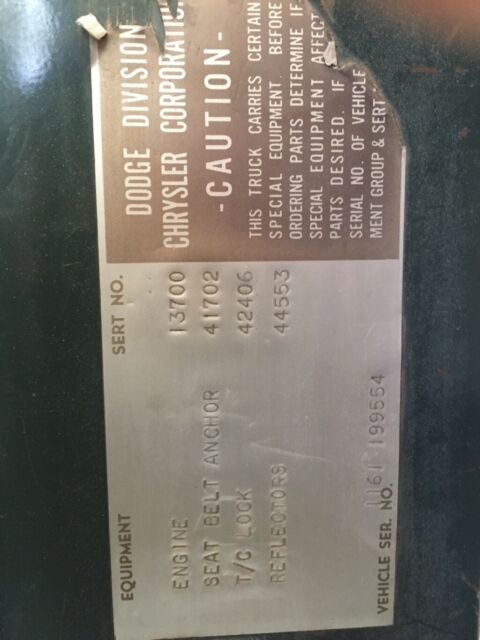 DODGE DIVISION
CHRYSLER CORPORATIO
- CAUTION -
THIS TRUCK CARRIES CERTAIN
SPECIAL EQUIPMENT. BEFORE
ORDERING PARTS DETERMINE IF
SPECIAL EQUIPMENT AFFECT
PARTS DESIRED. IF
SERIAL NO. OF VEHICLE
MENT GROUP & SERT
EQUIPMENT SERT NO.
ENGINE 13700
SEAT BELT ANCHOR 41702
T/C LOCK 42406
REFLECTORS 44553
VEHICLE SER. NO. 1161 199554